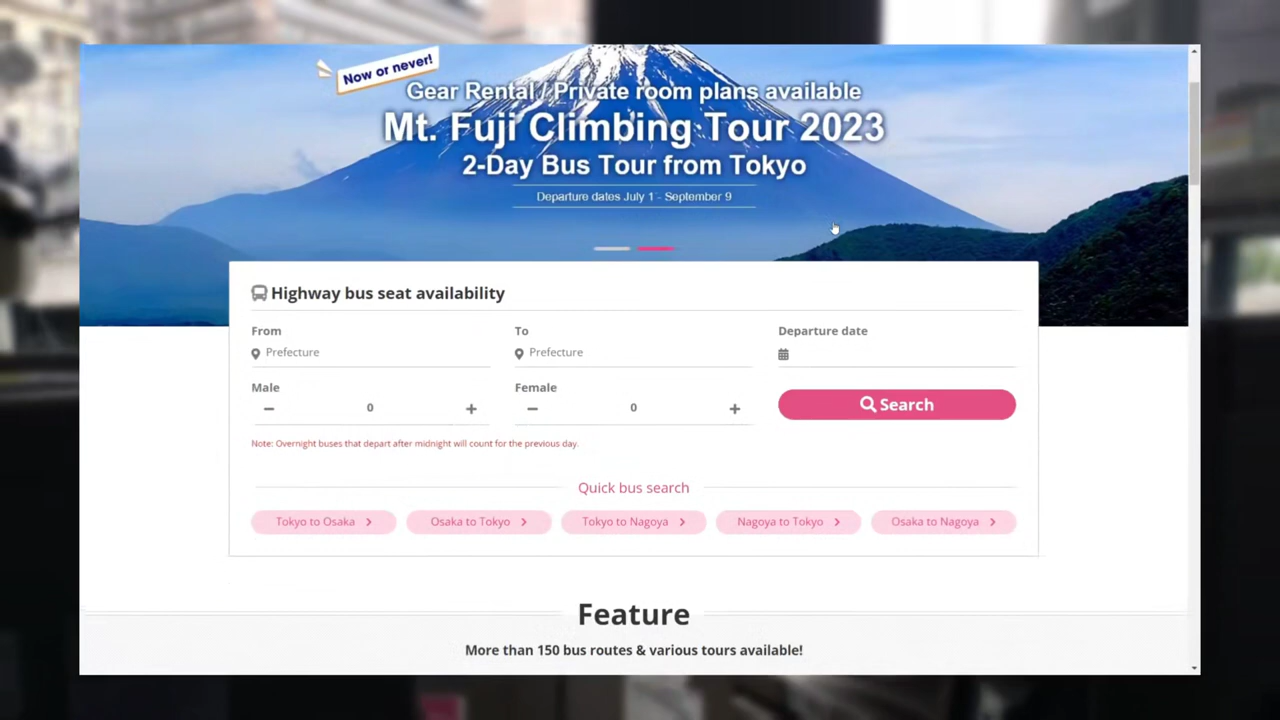 Now or never!
Gear Rental / Private room plans available
Mt. Fuji Climbing Tour 2023
2-Day Bus Tour from Tokyo
Departure dates July 1 - September 9
Highway bus seat availability
From
To
Departure date
Prefecture
Prefecture
Male
Female
0
0
Search
Note: Overnight buses that depart after midnight will count for the previous day.
Quick bus search
Tokyo to Osaka
Osaka to Tokyo
Tokyo to Nagoya
Nagoya to Tokyo
Osaka to Nagoya
Feature
More than 150 bus routes & various tours available!